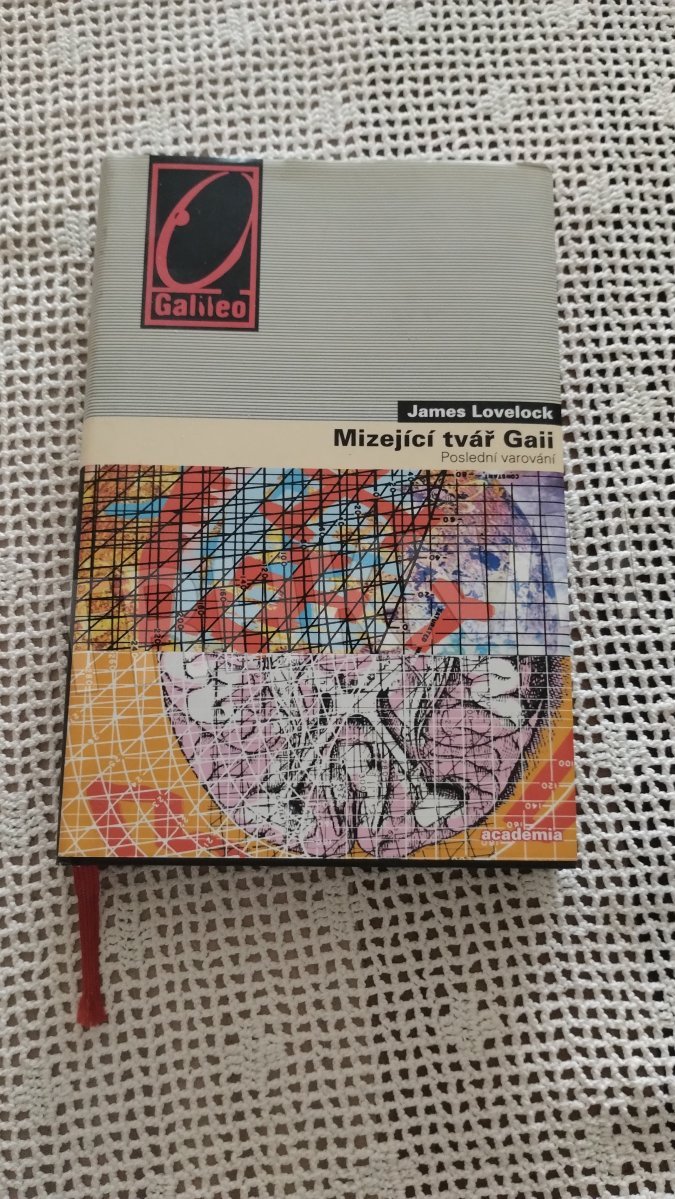 Galileo
James Lovelock
Mizející tvář Gaii
Poslední varování
academia